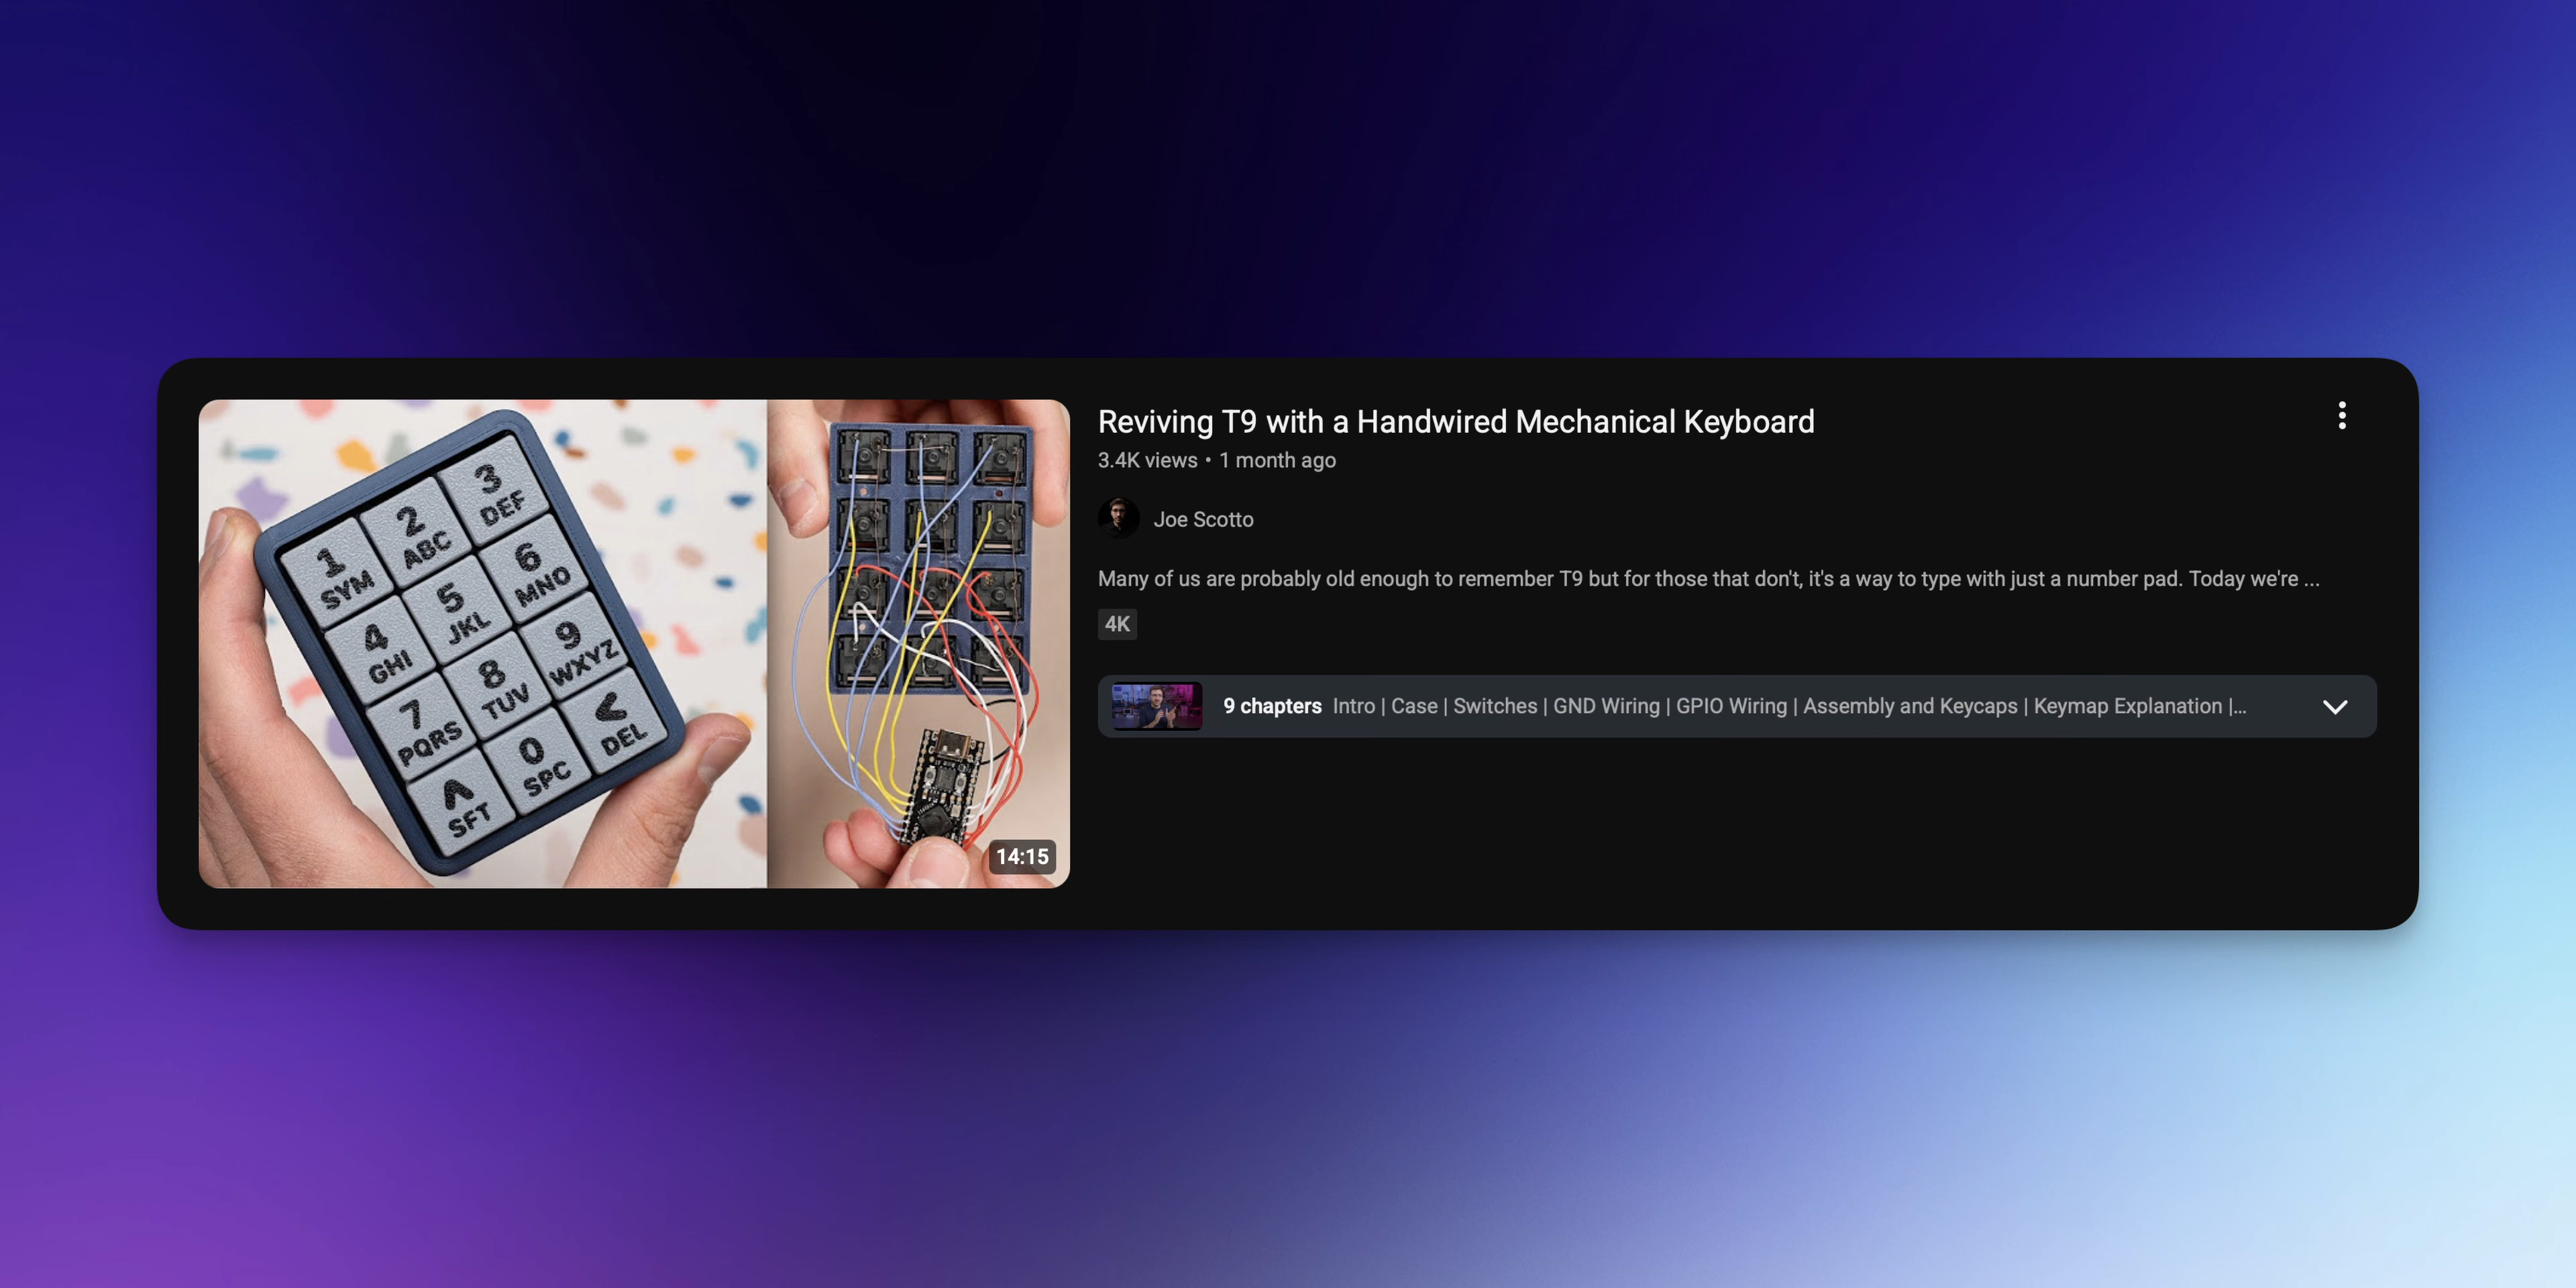 1
SYM
2
ABC
3
DEF
4
GHI
5
JKL
6
MNO
7
PQRS
8
TUV
9
WXYZ
^
SFT
0
SPC
<
DEL
14:15
Reviving T9 with a Handwired Mechanical Keyboard
3.4K views • 1 month ago
Joe Scotto
Many of us are probably old enough to remember T9 but for those that don't, it's a way to type with just a number pad. Today we're ...
4K
9 chapters Intro | Case | Switches | GND Wiring | GPIO Wiring | Assembly and Keycaps | Keymap Explanation |...